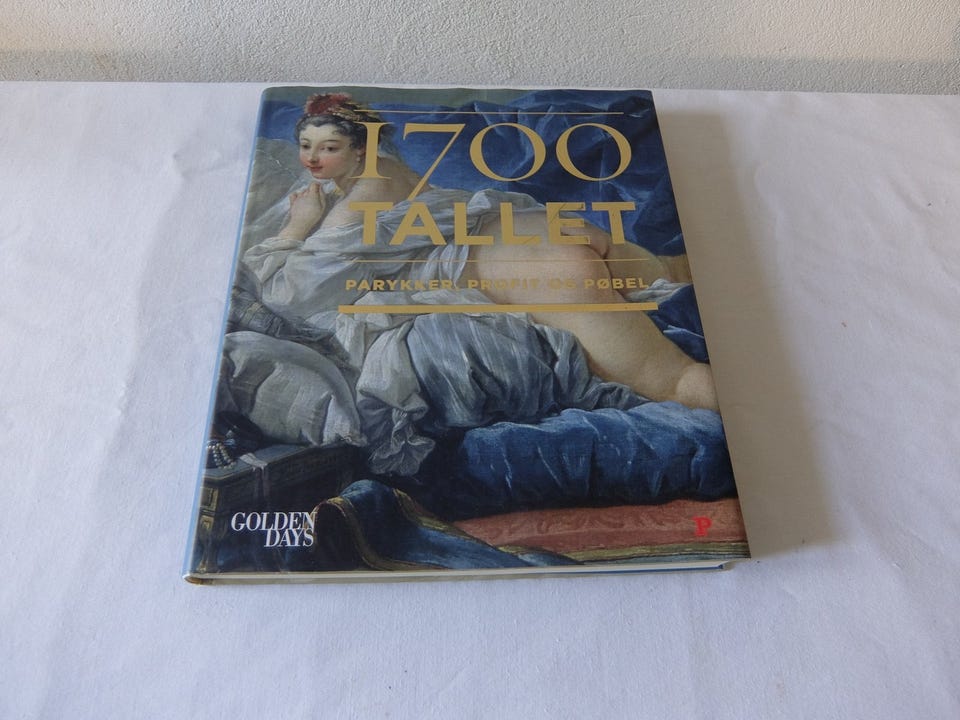 1700
TALLET
PARYKKER, PROFIT OG PØBEL
GOLDEN
DAYS
P